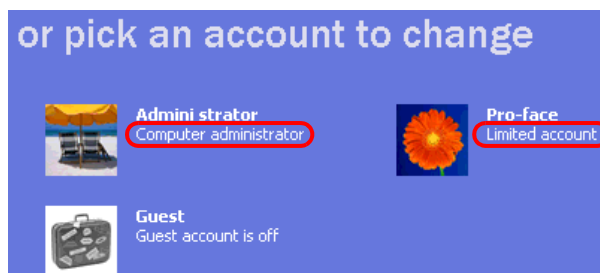 or pick an account to change
Admini strator
Computer administrator
Pro-face
Limited account
Guest
Guest account is off